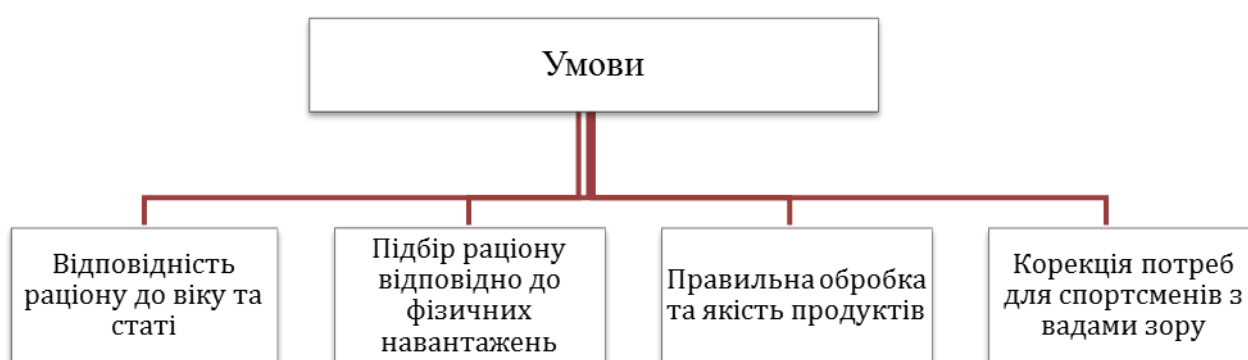 Умови
Відповідність
раціону до віку та
статі
Підбір раціону
відповідно до
фізичних
навантажень
Правильна обробка
та якість продуктів
Корекція потреб
для спортсменів з
вадами зору